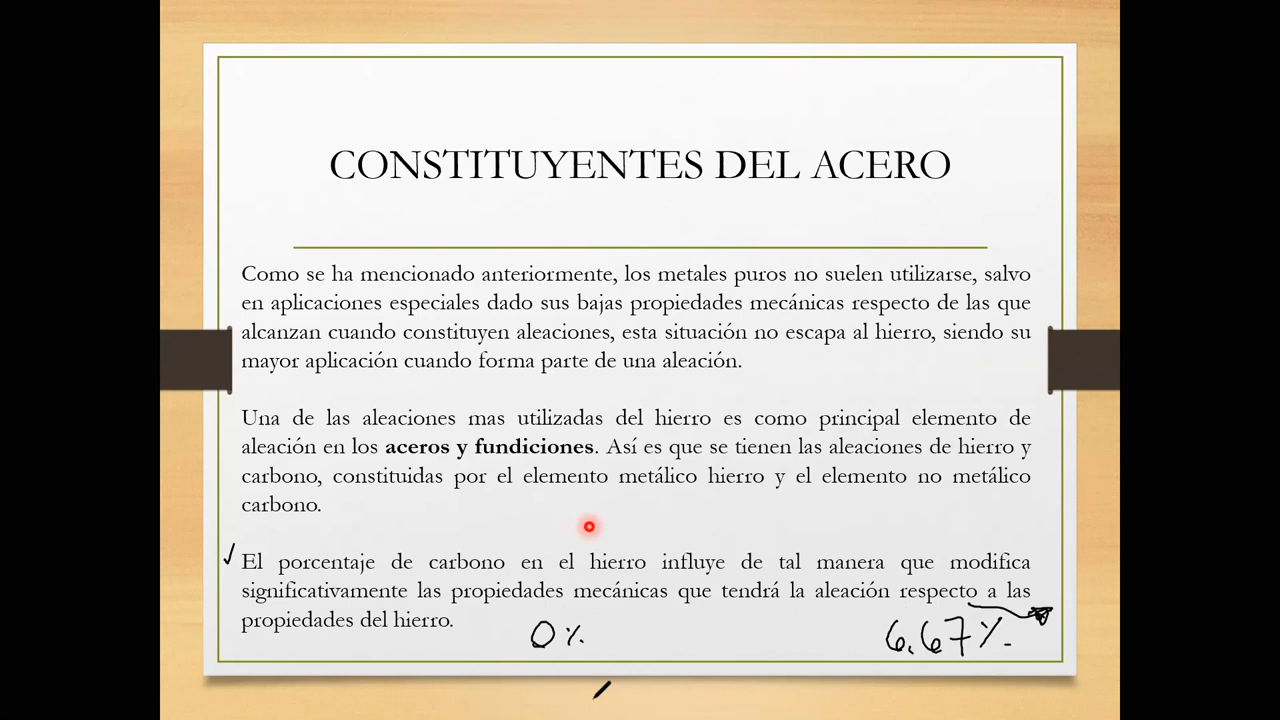 CONSTITUYENTES DEL ACERO
Como se ha mencionado anteriormente, los metales puros no suelen utilizarse, salvo
en aplicaciones especiales dado sus bajas propiedades mecánicas respecto de las que
alcanzan cuando constituyen aleaciones, esta situación no escapa al hierro, siendo su
mayor aplicación cuando forma parte de una aleación.
Una de las aleaciones mas utilizadas del hierro es como principal elemento de
aleación en los aceros y fundiciones. Así es que se tienen las aleaciones de hierro y
carbono, constituidas por el elemento metálico hierro y el elemento no metálico
carbono.
El porcentaje de carbono en el hierro influye de tal manera que modifica
significativamente las propiedades mecánicas que tendrá la aleación respecto a las
propiedades del hierro.
0% 6.67%.